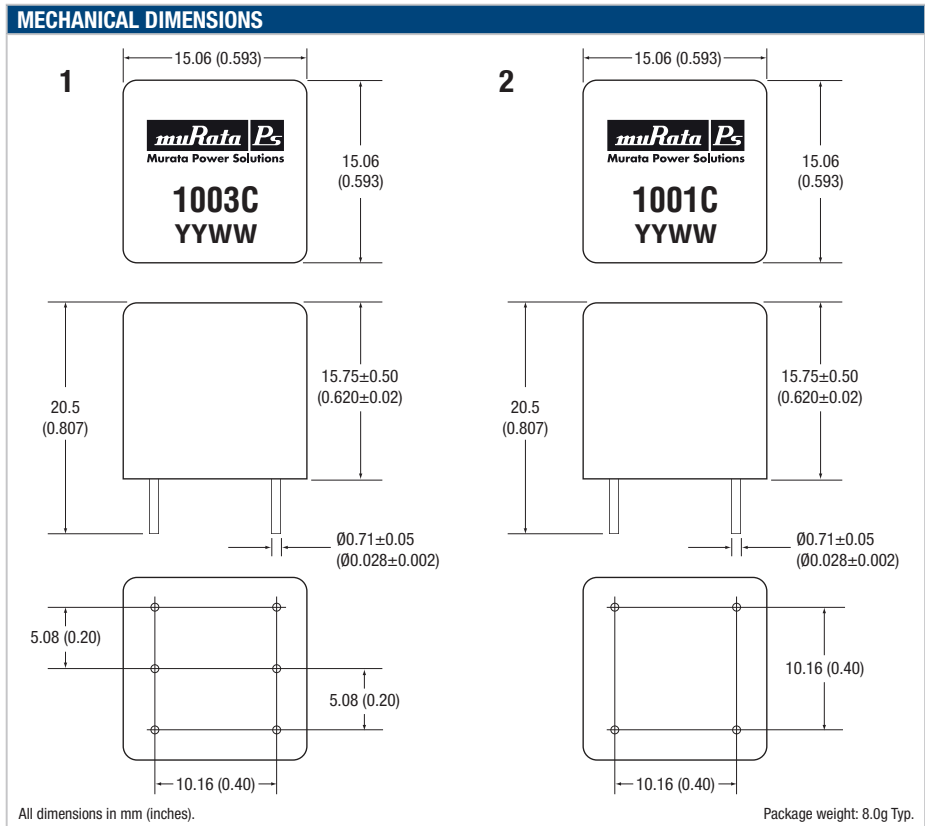 MECHANICAL DIMENSIONS
1
15.06 (0.593)
muRata Ps
Murata Power Solutions
1003C
YYWW
15.06
(0.593)
20.5
(0.807)
15.75±0.50
(0.620±0.02)
Ø0.71±0.05
(Ø0.028±0.002)
5.08 (0.20)
5.08 (0.20)
10.16 (0.40)
2
15.06 (0.593)
muRata Ps
Murata Power Solutions
1001C
YYWW
15.06
(0.593)
20.5
(0.807)
15.75±0.50
(0.620±0.02)
Ø0.71±0.05
(Ø0.028±0.002)
10.16 (0.40)
10.16 (0.40)
All dimensions in mm (inches).
Package weight: 8.0g Typ.